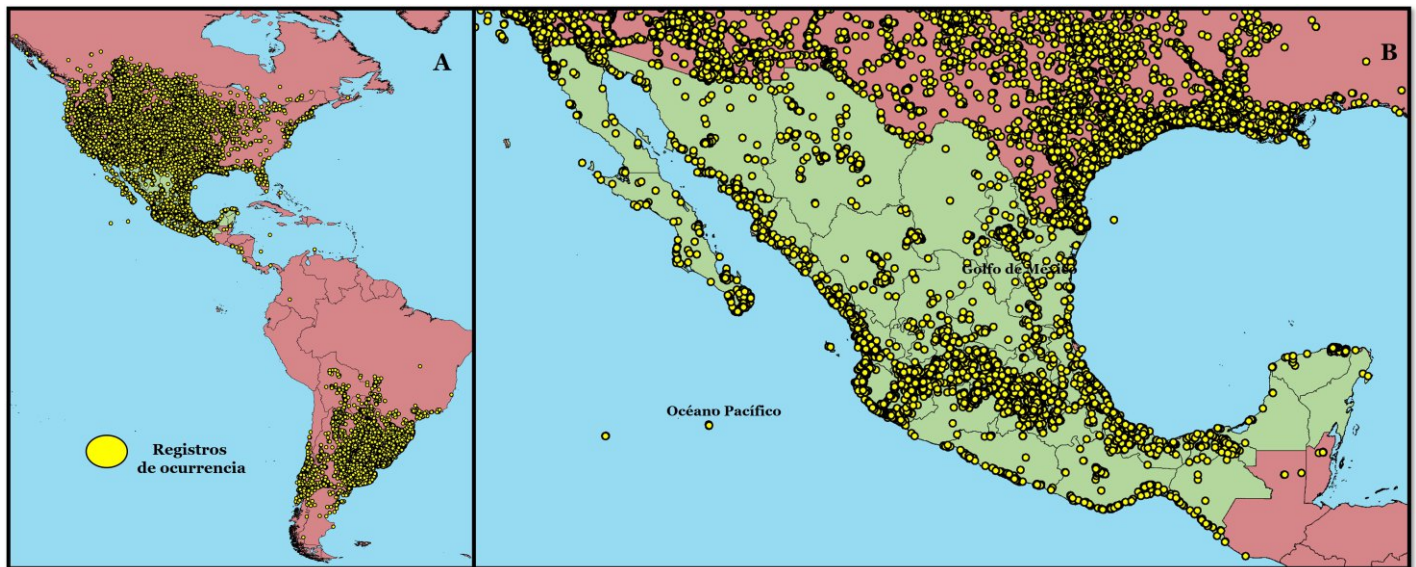 A
Registros
de ocurrencia
B
Golfo de México
Océano Pacífico